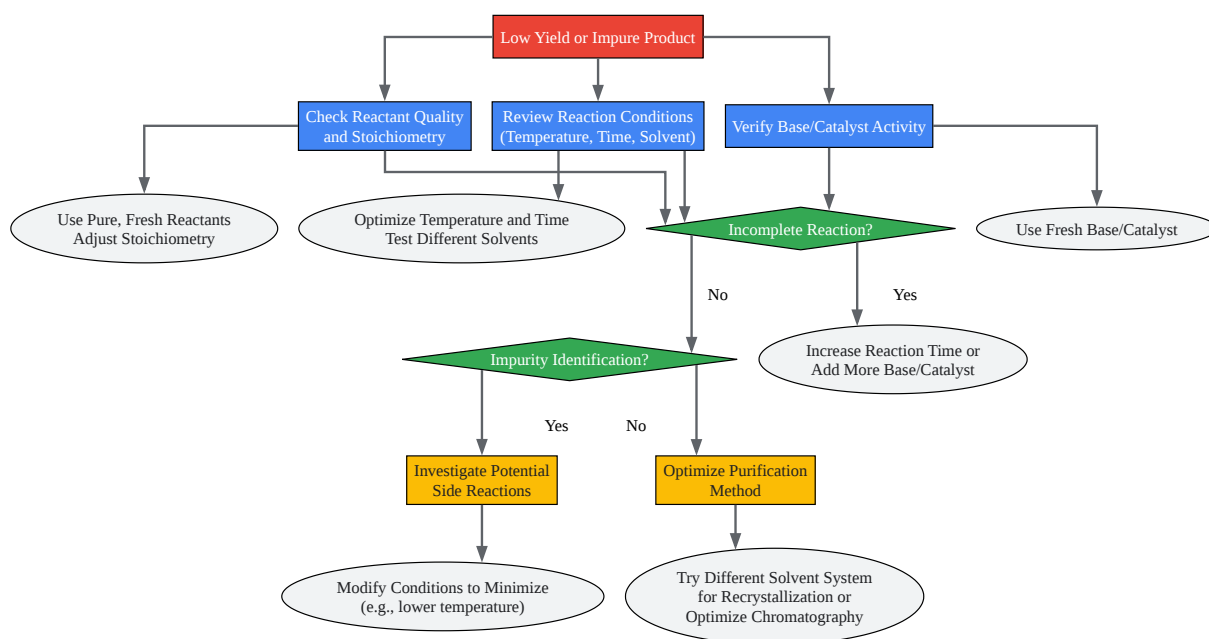 Low Yield or Impure Product
Check Reactant Quality
and Stoichiometry
Review Reaction Conditions
(Temperature, Time, Solvent)
Verify Base/Catalyst Activity
Use Pure, Fresh Reactants
Adjust Stoichiometry
Optimize Temperature and Time
Test Different Solvents
Incomplete Reaction?
Use Fresh Base/Catalyst
No
Yes
Impurity Identification?
Increase Reaction Time or
Add More Base/Catalyst
Yes
No
Investigate Potential
Side Reactions
Optimize Purification
Method
Modify Conditions to Minimize
(e.g., lower temperature)
Try Different Solvent System
for Recrystallization or
Optimize Chromatography